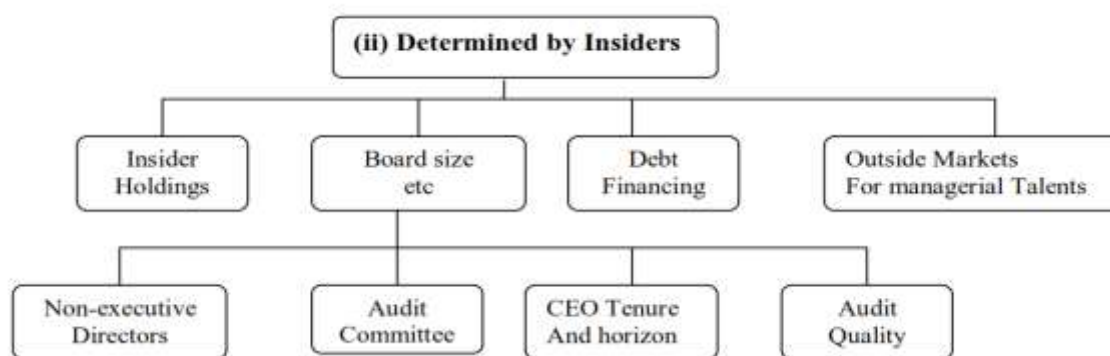 (ii) Determined by Insiders
Insider
Holdings
Board size
etc
Debt
Financing
Outside Markets
For managerial Talents
Non-executive
Directors
Audit
Committee
CEO Tenure
And horizon
Audit
Quality